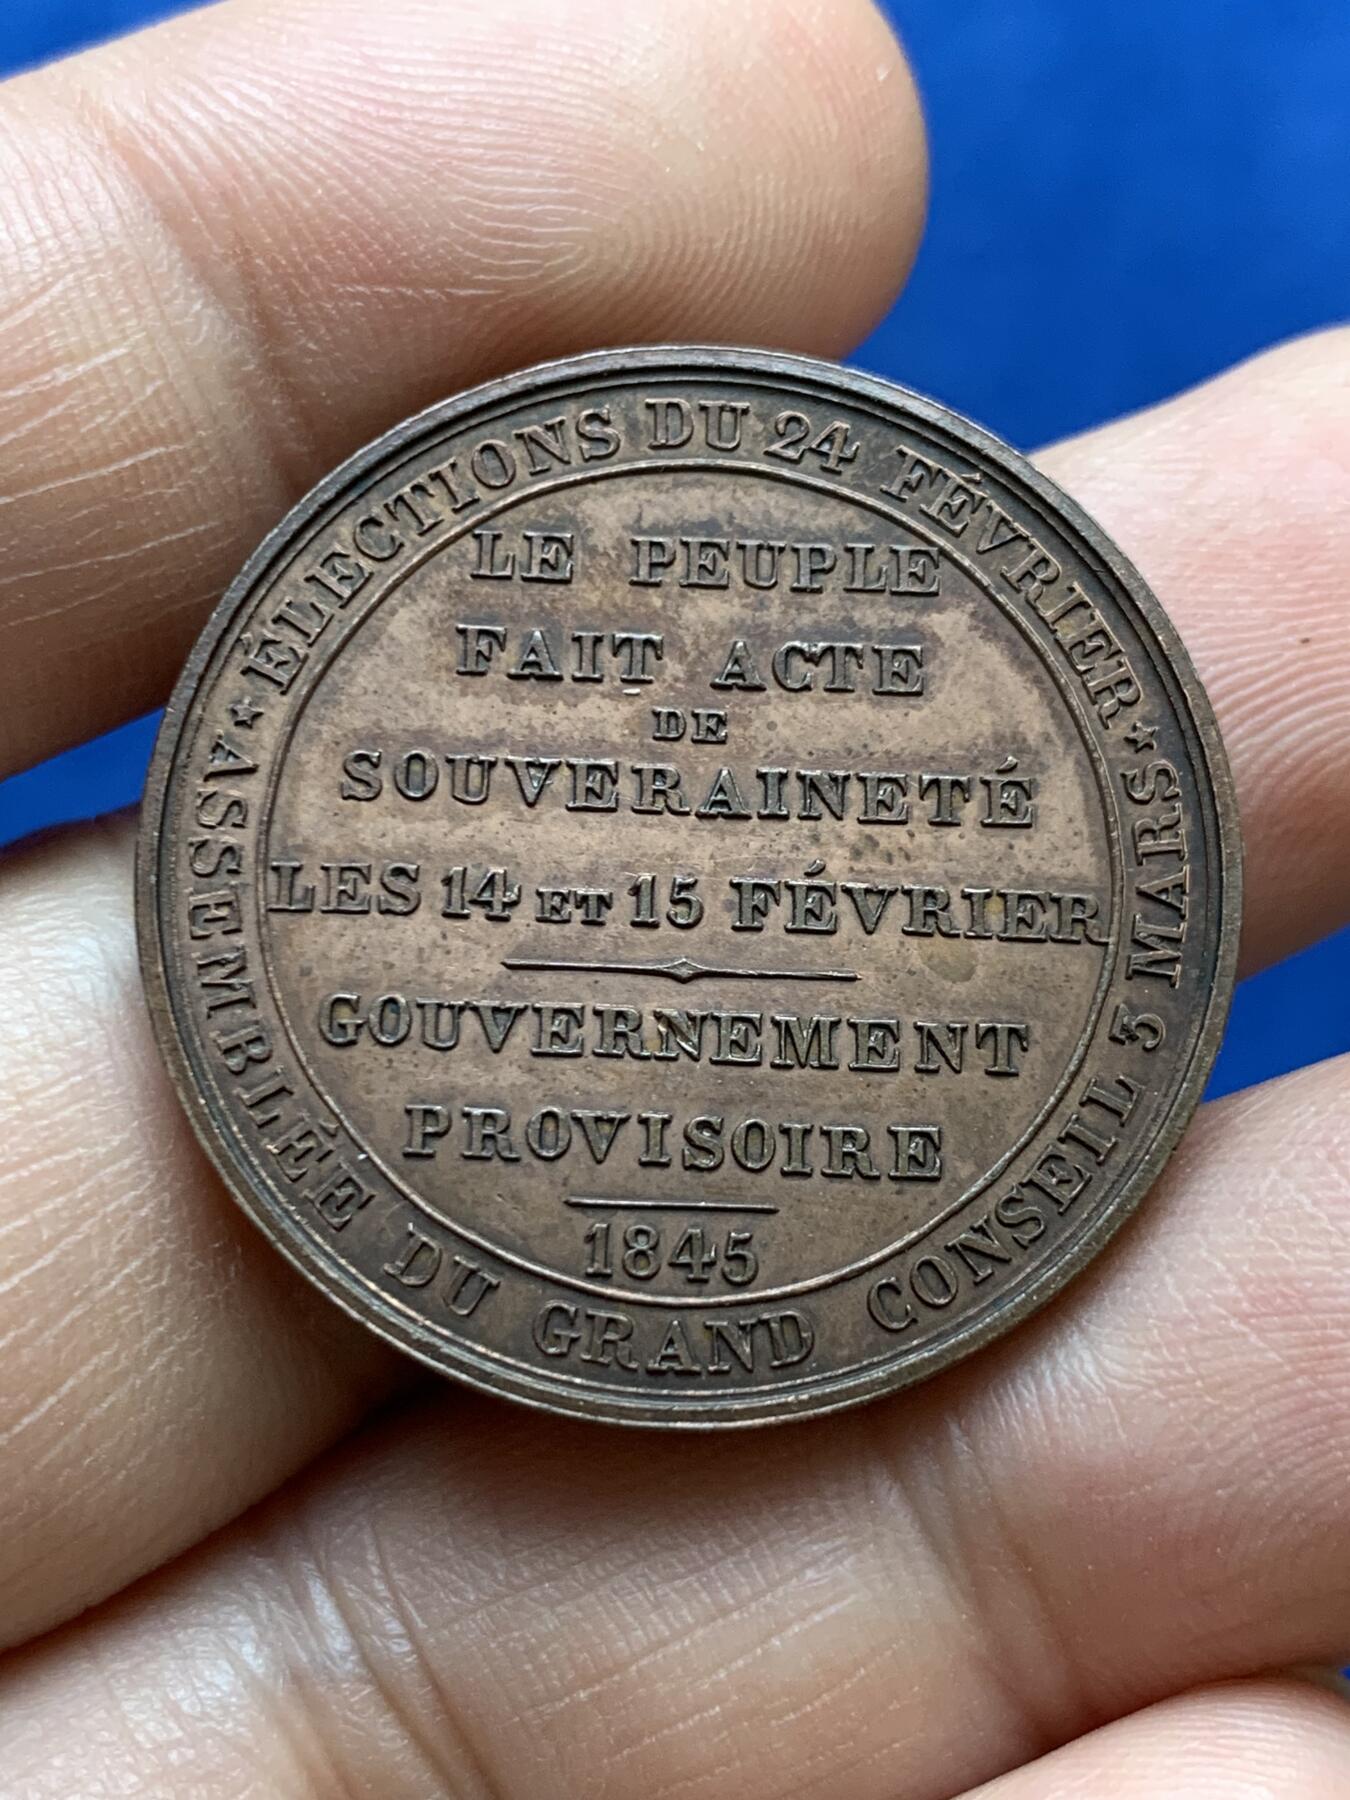 ★ ÉLECTIONS DU 24 FÉVRIER ★
ASSEMBLÉE DU GRAND CONSEIL 3 MARS
LE PEUPLE
FAIT ACTE
DE
SOUVERAINETÉ
LES 14 ET 15 FÉVRIER
GOUVERNEMENT
PROVISOIRE
1845